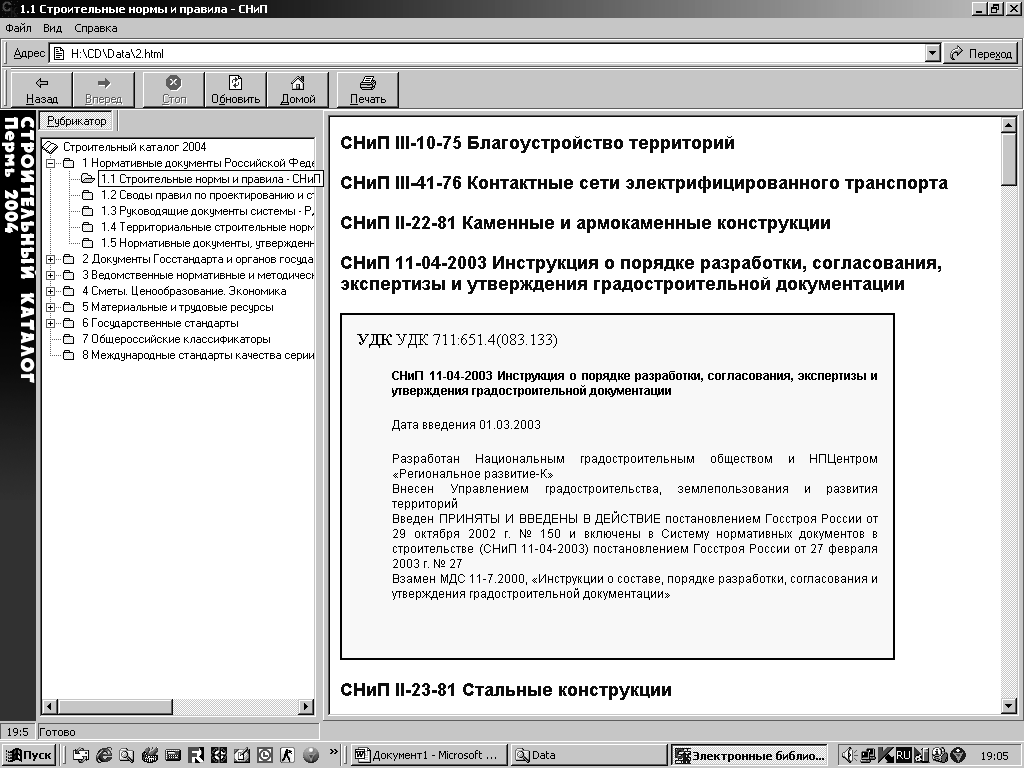 1.1 Строительные нормы и правила - СНиП
Файл Вид Справка
Адрес H:\CD\Data\2.html Переход
Назад Вперед Стоп Обновить Домой Печать
СТРОИТЕЛЬНЫЙ КАТАЛОГ
Пермь 2004
Рубрикатор
Строительный каталог 2004
1 Нормативные документы Российской Феде
1.1 Строительные нормы и правила - СНиП
1.2 Своды правил по проектированию и ст
1.3 Руководящие документы системы - Р,
1.4 Территориальные строительные норм
1.5 Нормативные документы, утвержденн
2 Документы Госстандарта и органов госуда
3 Ведомственные нормативные и методичесн
4 Сметы. Ценообразование. Экономика
5 Материальные и трудовые ресурсы
6 Государственные стандарты
7 Общероссийские классификаторы
8 Международные стандарты качества серии
СНиП III-10-75 Благоустройство территорий
СНиП III-41-76 Контактные сети электрифицированного транспорта
СНиП II-22-81 Каменные и армокаменные конструкции
СНиП 11-04-2003 Инструкция о порядке разработки, согласования,
экспертизы и утверждения градостроительной документации
УДК УДК 711:651.4(083.133)
СНиП 11-04-2003 Инструкция о порядке разработки, согласования, экспертизы и
утверждения градостроительной документации
Дата введения 01.03.2003
Разработан Национальным градостроительным обществом и НПЦентром
«Региональное развитие-К»
Внесен Управлением градостроительства, землепользования и развития
территорий
Введен ПРИНЯТЫ И ВВЕДЕНЫ В ДЕЙСТВИЕ постановлением Госстроя России от
29 октября 2002 г. № 150 и включены в Систему нормативных документов в
строительстве (СНиП 11-04-2003) постановлением Госстроя России от 27 февраля
2003 г. № 27
Взамен МДС 11-7.2000, «Инструкции о составе, порядке разработки, согласования и
утверждения градостроительной документации»
СНиП II-23-81 Стальные конструкции
19:5 Готово
Пуск » Документ1 - Microsoft ... Data Электронные библио... RU 19:05